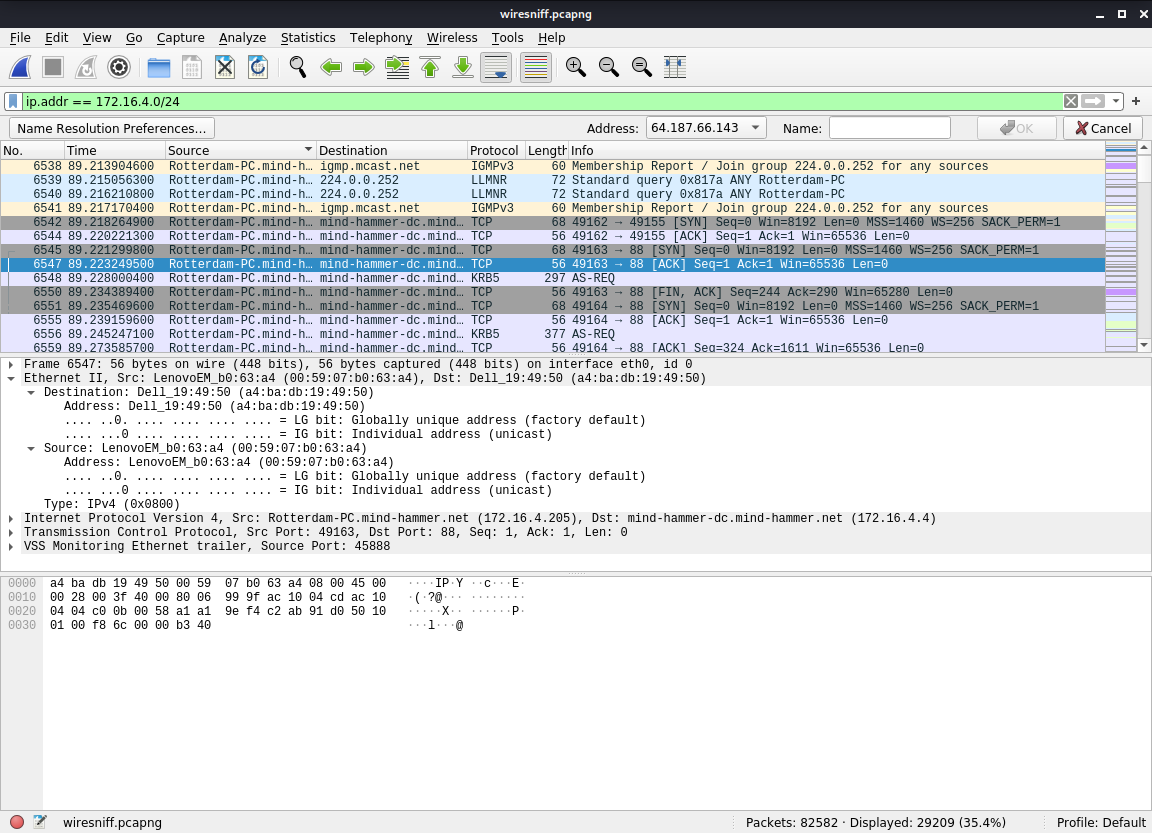 wiresniff.pcapng
File Edit View Go Capture Analyze Statistics Telephony Wireless Tools Help
ip.addr == 172.16.4.0/24
Name Resolution Preferences... Address: 64.187.66.143 Name: OK Cancel
No. Time Source Destination Protocol Length Info
6538 89.213904600 Rotterdam-PC.mind-h… igmp.mcast.net IGMPv3 60 Membership Report / Join group 224.0.0.252 for any sources
6539 89.215056300 Rotterdam-PC.mind-h… 224.0.0.252 LLMNR 72 Standard query 0x817a ANY Rotterdam-PC
6540 89.216210800 Rotterdam-PC.mind-h… 224.0.0.252 LLMNR 72 Standard query 0x817a ANY Rotterdam-PC
6541 89.217170400 Rotterdam-PC.mind-h… igmp.mcast.net IGMPv3 60 Membership Report / Join group 224.0.0.252 for any sources
6542 89.218264900 Rotterdam-PC.mind-h… mind-hammer-dc.mind… TCP 68 49162 → 49155 [SYN] Seq=0 Win=8192 Len=0 MSS=1460 WS=256 SACK_PERM=1
6544 89.220221300 Rotterdam-PC.mind-h… mind-hammer-dc.mind… TCP 56 49162 → 49155 [ACK] Seq=1 Ack=1 Win=65536 Len=0
6545 89.221299800 Rotterdam-PC.mind-h… mind-hammer-dc.mind… TCP 68 49163 → 88 [SYN] Seq=0 Win=8192 Len=0 MSS=1460 WS=256 SACK_PERM=1
6547 89.223249500 Rotterdam-PC.mind-h… mind-hammer-dc.mind… TCP 56 49163 → 88 [ACK] Seq=1 Ack=1 Win=65536 Len=0
6548 89.228000400 Rotterdam-PC.mind-h… mind-hammer-dc.mind… KRB5 297 AS-REQ
6550 89.234389400 Rotterdam-PC.mind-h… mind-hammer-dc.mind… TCP 56 49163 → 88 [FIN, ACK] Seq=244 Ack=290 Win=65280 Len=0
6551 89.235469600 Rotterdam-PC.mind-h… mind-hammer-dc.mind… TCP 68 49164 → 88 [SYN] Seq=0 Win=8192 Len=0 MSS=1460 WS=256 SACK_PERM=1
6555 89.239159600 Rotterdam-PC.mind-h… mind-hammer-dc.mind… TCP 56 49164 → 88 [ACK] Seq=1 Ack=1 Win=65536 Len=0
6556 89.245247100 Rotterdam-PC.mind-h… mind-hammer-dc.mind… KRB5 377 AS-REQ
6559 89.273585700 Rotterdam-PC.mind-h… mind-hammer-dc.mind… TCP 56 49164 → 88 [ACK] Seq=324 Ack=1611 Win=65536 Len=0
Frame 6547: 56 bytes on wire (448 bits), 56 bytes captured (448 bits) on interface eth0, id 0
Ethernet II, Src: LenovoEM_b0:63:a4 (00:59:07:b0:63:a4), Dst: Dell_19:49:50 (a4:ba:db:19:49:50)
Destination: Dell_19:49:50 (a4:ba:db:19:49:50)
Address: Dell_19:49:50 (a4:ba:db:19:49:50)
.... ..0. .... .... .... .... = LG bit: Globally unique address (factory default)
.... ...0 .... .... .... .... = IG bit: Individual address (unicast)
Source: LenovoEM_b0:63:a4 (00:59:07:b0:63:a4)
Address: LenovoEM_b0:63:a4 (00:59:07:b0:63:a4)
.... ..0. .... .... .... .... = LG bit: Globally unique address (factory default)
.... ...0 .... .... .... .... = IG bit: Individual address (unicast)
Type: IPv4 (0x0800)
Internet Protocol Version 4, Src: Rotterdam-PC.mind-hammer.net (172.16.4.205), Dst: mind-hammer-dc.mind-hammer.net (172.16.4.4)
Transmission Control Protocol, Src Port: 49163, Dst Port: 88, Seq: 1, Ack: 1, Len: 0
VSS Monitoring Ethernet trailer, Source Port: 45888
0000 a4 ba db 19 49 50 00 59 07 b0 63 a4 08 00 45 00 ····IP·Y ··c···E·
0010 00 28 00 3f 40 00 80 06 99 9f ac 10 04 cd ac 10 ·(·?@··· ········
0020 04 04 c0 0b 00 58 a1 a1 9e f4 c2 ab 91 d0 50 10 ·····X·· ······P·
0030 01 00 f8 6c 00 00 b3 40 ···l···@
wiresniff.pcapng Packets: 82582 · Displayed: 29209 (35.4%) Profile: Default